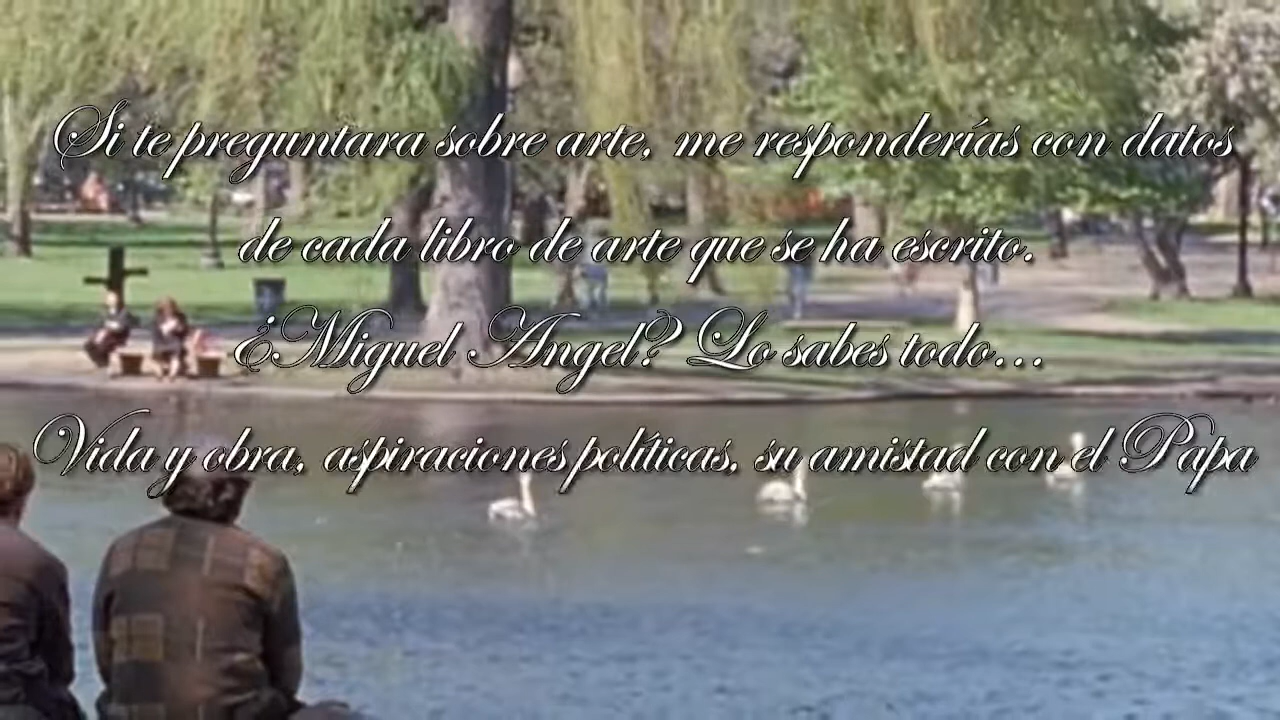 Si te preguntara sobre arte, me responderías con datos
de cada libro de arte que se ha escrito.
¿Miguel Angel? Lo sabes todo...
Vida y obra, aspiraciones políticas, su amistad con el Papa